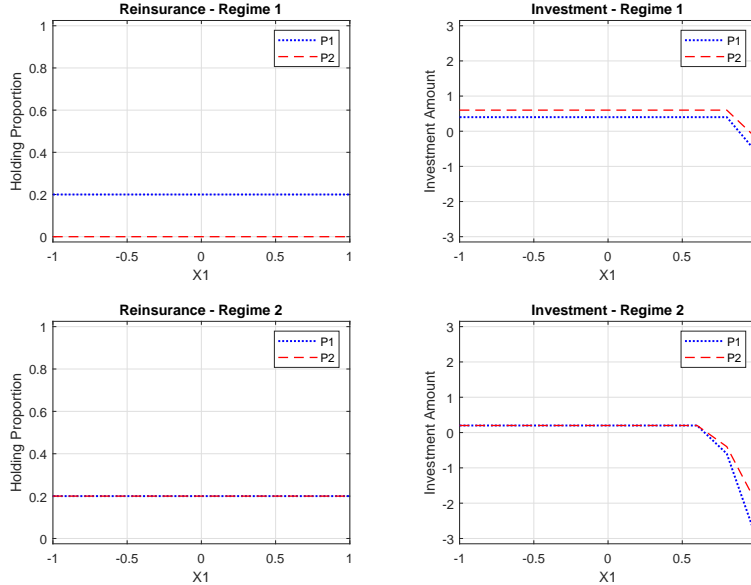 Reinsurance - Regime 1
Holding Proportion
1
0.8
0.6
0.4
0.2
0
-1
-0.5
0
0.5
1
X1
P1
P2
Investment - Regime 1
Investment Amount
3
2
1
0
-1
-2
-3
-1
-0.5
0
0.5
X1
P1
P2
Reinsurance - Regime 2
Holding Proportion
1
0.8
0.6
0.4
0.2
0
-1
-0.5
0
0.5
1
X1
P1
P2
Investment - Regime 2
Investment Amount
3
2
1
0
-1
-2
-3
-1
-0.5
0
0.5
X1
P1
P2